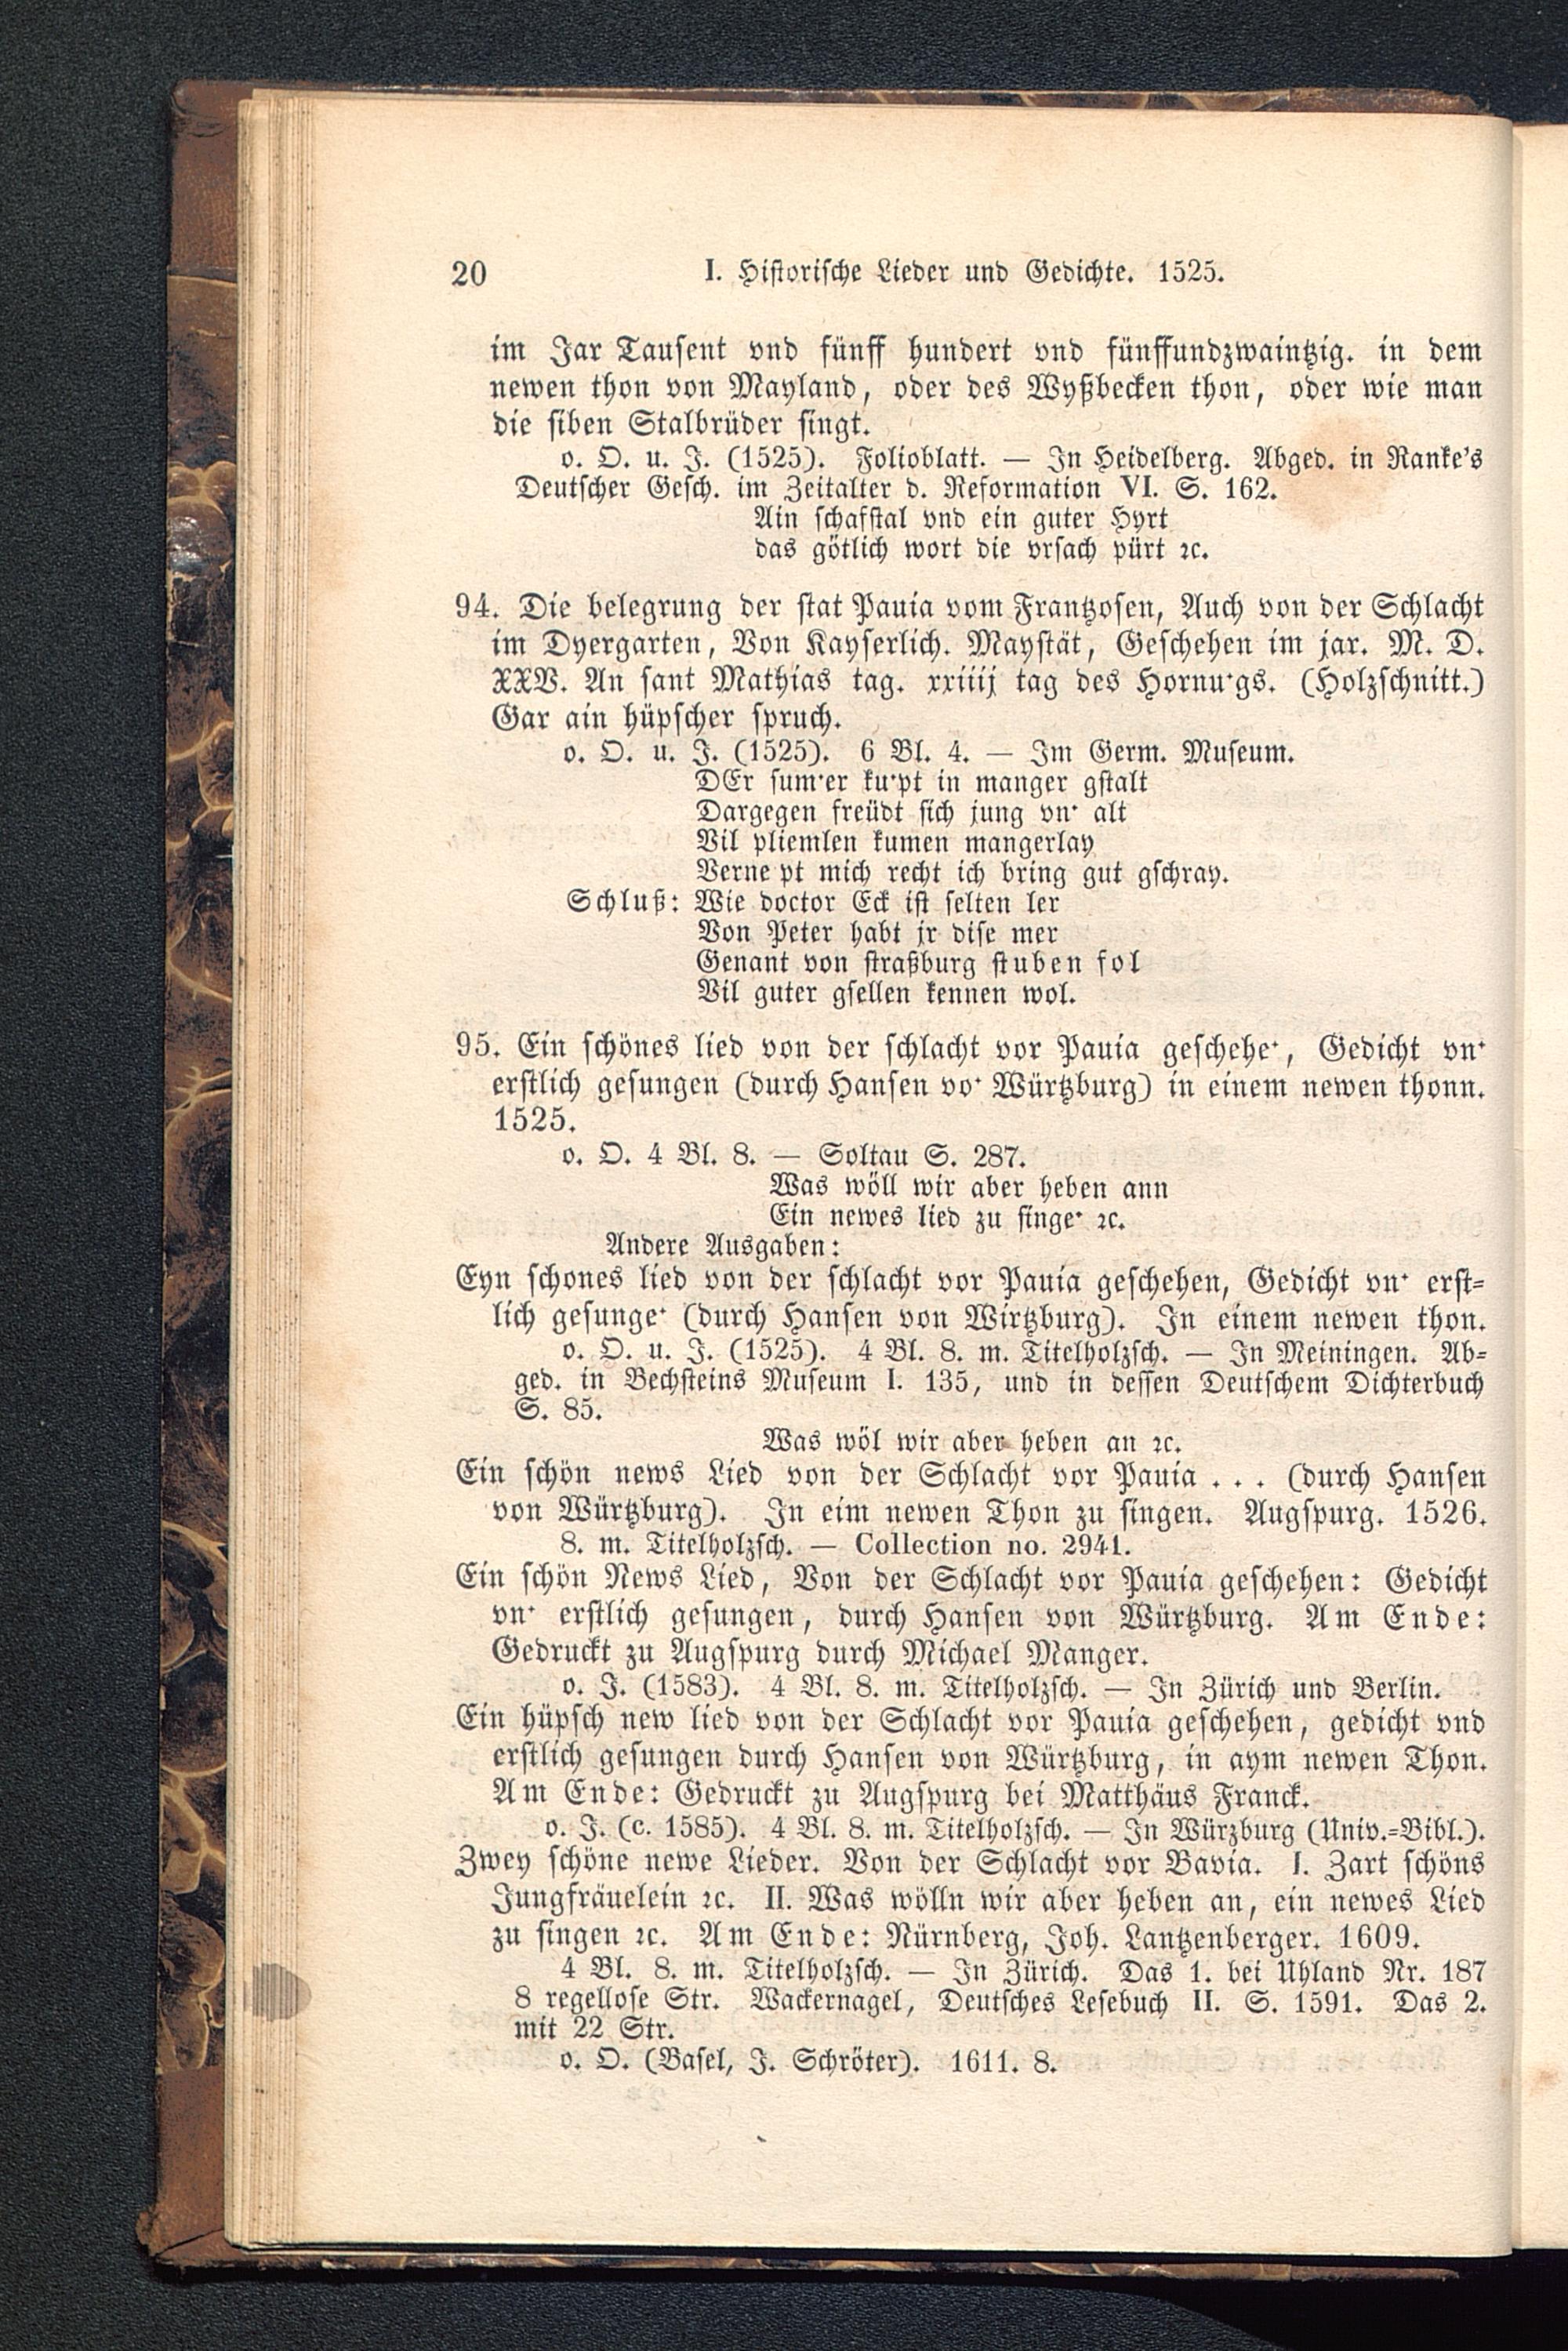 20 I. Historische Lieder und Gedichte. 1525.
im Jar Tausent vnd fünff hundert vnd fünffundzwaintzig. in dem
newen thon von Mayland, oder des Wyßbecken thon, oder wie man
die siben Stalbrüder singt.
o. O. u. J. (1525). Folioblatt. — In Heidelberg. Abged. in Ranke's
Deutscher Gesch. im Zeitalter d. Reformation VI. S. 162.
Ain schafstal vnd ein guter Hyrt
das götlich wort die vrsach pürt ꝛc.
94. Die belegrung der stat Pauia vom Frantzosen, Auch von der Schlacht
im Dyergarten, Von Kayserlich. Maystät, Geschehen im jar. M. D.
XXV. An sant Mathias tag. xxiiij tag des Hornu·gs. (Holzschnitt.)
Gar ain hüpscher spruch.
o. O. u. J. (1525). 6 Bl. 4. — Im Germ. Museum.
DEr sum·er ku·pt in manger gstalt
Dargegen freüdt sich jung vn· alt
Vil pliemlen kumen mangerlay
Verne pt mich recht ich bring gut gschray.
Schluß: Wie doctor Eck ist selten ler
Von Peter habt jr dise mer
Genant von straßburg stuben fol
Vil guter gsellen kennen wol.
95. Ein schönes lied von der schlacht vor Pauia geschehe·, Gedicht vn·
erstlich gesungen (durch Hansen vo· Würtzburg) in einem newen thonn.
1525.
o. O. 4 Bl. 8. — Soltau S. 287.
Was wöll wir aber heben ann
Ein newes lied zu singe· ꝛc.
Andere Ausgaben:
Eyn schones lied von der schlacht vor Pauia geschehen, Gedicht vn· erst-
lich gesunge· (durch Hansen von Wirtzburg). In einem newen thon.
o. O. u. J. (1525). 4 Bl. 8. m. Titelholzsch. — In Meiningen. Ab-
ged. in Bechsteins Museum I. 135, und in dessen Deutschem Dichterbuch
S. 85.
Was wöl wir aber heben an ꝛc.
Ein schön news Lied von der Schlacht vor Pauia . . . (durch Hansen
von Würtzburg). In eim newen Thon zu singen. Augspurg. 1526.
8. m. Titelholzsch. — Collection no. 2941.
Ein schön News Lied, Von der Schlacht vor Pauia geschehen: Gedicht
vn· erstlich gesungen, durch Hansen von Würtzburg. Am Ende:
Gedruckt zu Augspurg durch Michael Manger.
o. J. (1583). 4 Bl. 8. m. Titelholzsch. — In Zürich und Berlin.
Ein hüpsch new lied von der Schlacht vor Pauia geschehen, gedicht vnd
erstlich gesungen durch Hansen von Würtzburg, in aym newen Thon.
Am Ende: Gedruckt zu Augspurg bei Matthäus Franck.
o. J. (c. 1585). 4 Bl. 8. m. Titelholzsch. — In Würzburg (Univ.-Bibl.).
Zwey schöne newe Lieder. Von der Schlacht vor Bavia. I. Zart schöns
Jungfräuelein ꝛc. II. Was wölln wir aber heben an, ein newes Lied
zu singen ꝛc. Am Ende: Nürnberg, Joh. Lantzenberger. 1609.
4 Bl. 8. m. Titelholzsch. — In Zürich. Das 1. bei Uhland Nr. 187
8 regellose Str. Wackernagel, Deutsches Lesebuch II. S. 1591. Das 2.
mit 22 Str.
o. O. (Basel, J. Schröter). 1611. 8.